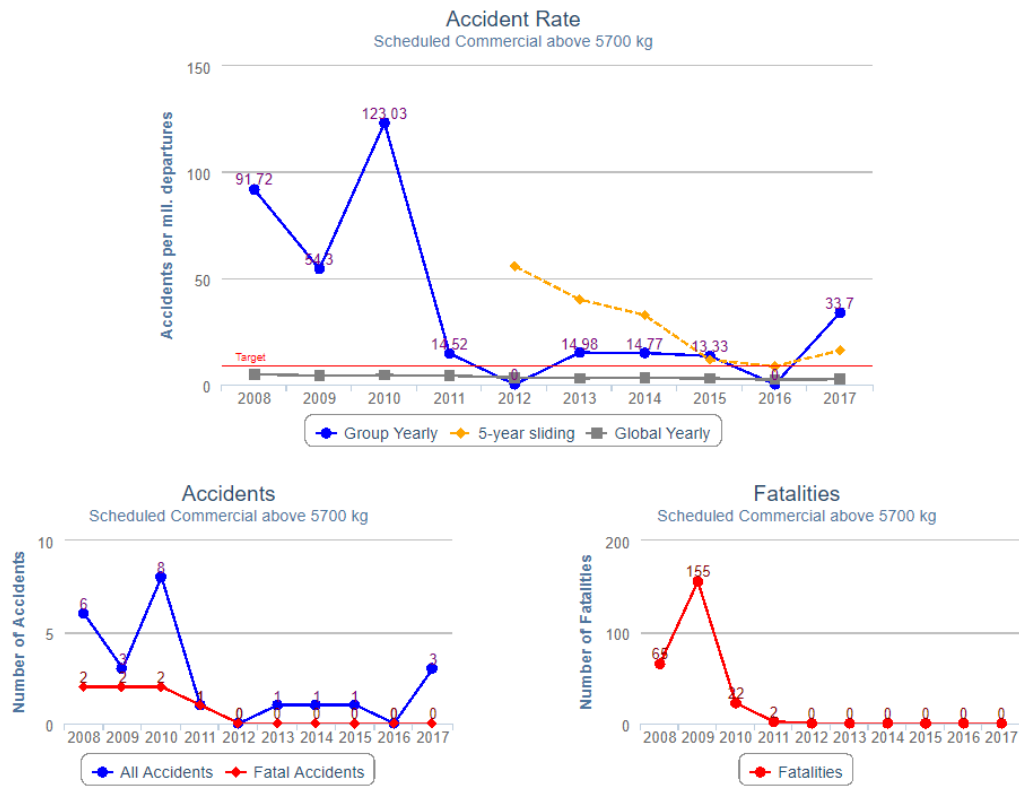 Accident Rate
Scheduled Commercial above 5700 kg
Accidents per mil. departures
150
100
50
0
91.72
54.3
123.03
14.52
0
14.98
14.77
13.33
0
33.7
Target
2008 2009 2010 2011 2012 2013 2014 2015 2016 2017
Group Yearly 5-year sliding Global Yearly
Accidents
Scheduled Commercial above 5700 kg
Number of Accidents
10
5
0
6 3 8 1 0 1 1 1 0 3
2 2 2 1 0 0 0 0 0 0
2008 2009 2010 2011 2012 2013 2014 2015 2016 2017
All Accidents Fatal Accidents
Fatalities
Scheduled Commercial above 5700 kg
Number of Fatalities
200
100
0
65 155 22 2 0 0 0 0 0 0
2008 2009 2010 2011 2012 2013 2014 2015 2016 2017
Fatalities